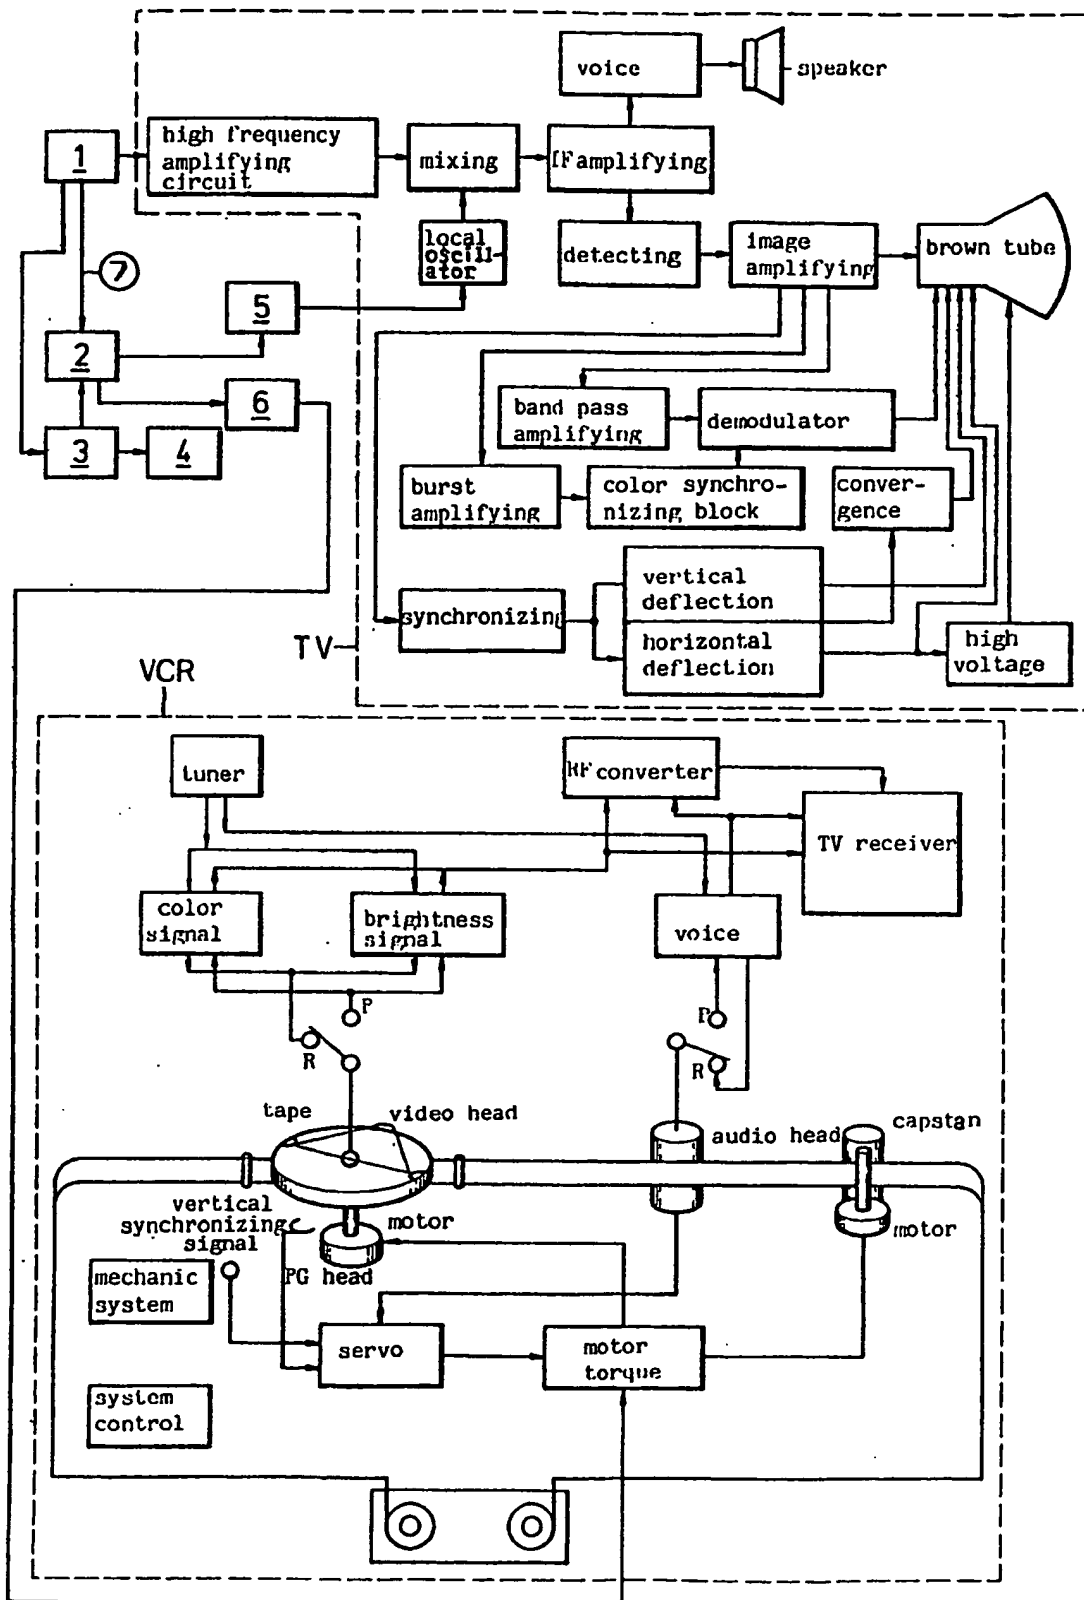 voice
speaker
1
high frequency
amplifying
circuit
mixing
IF amplifying
local
oscill-
ator
detecting
image
amplifying
brown tube
7
5
2
6
3
4
band pass
amplifying
demodulator
burst
amplifying
color synchro-
nizing block
conver-
gence
synchronizing
vertical
deflection
horizontal
deflection
high
voltage
TV
VCR
tuner
RF converter
TV receiver
color
signal
brightness
signal
voice
P
R
P
R
tape
video head
audio head
capstan
vertical
synchronizing
signal
motor
motor
PG head
mechanic
system
servo
motor
torque
system
control